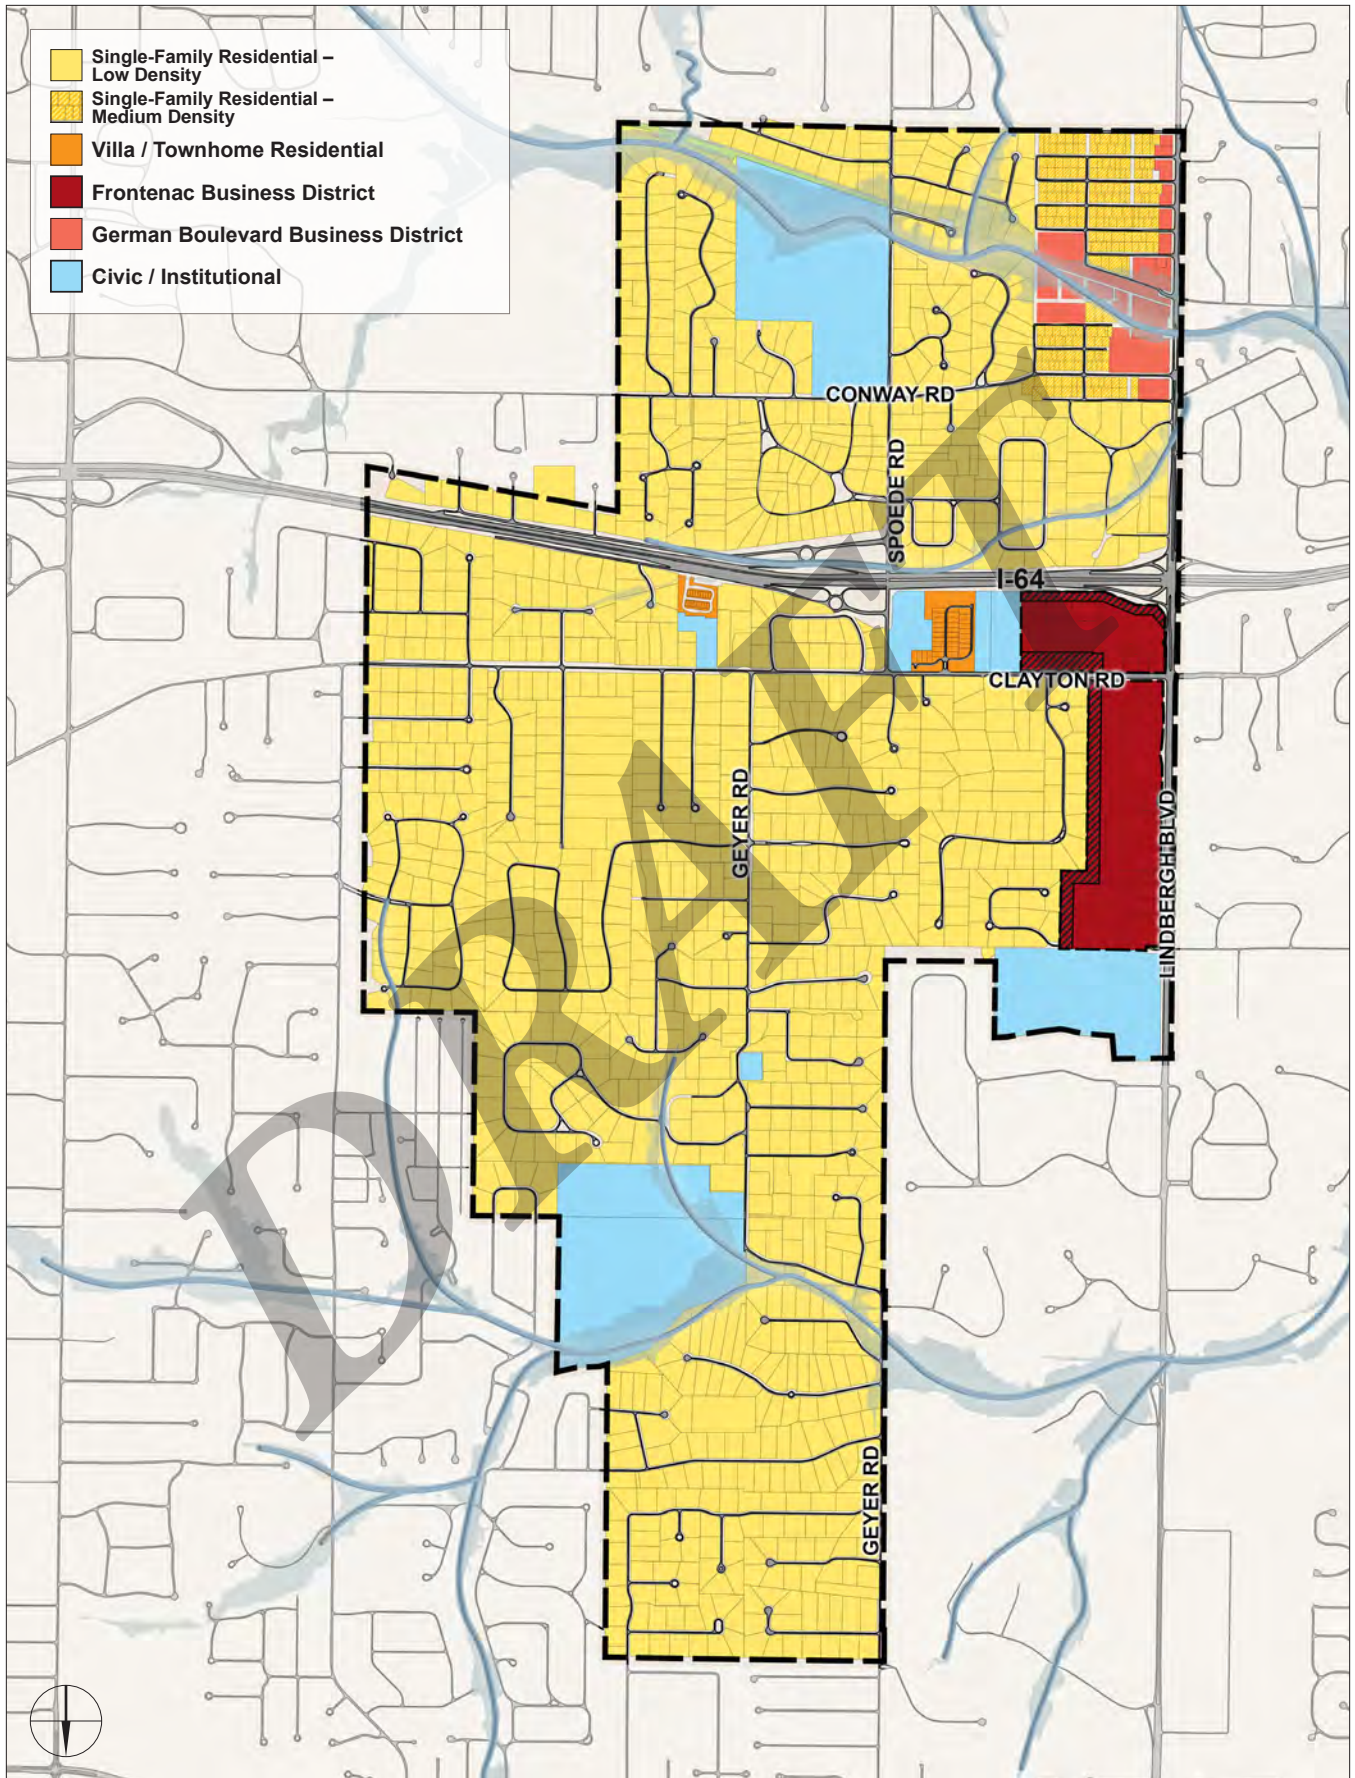 Single-Family Residential –
Low Density
Single-Family Residential –
Medium Density
Villa / Townhome Residential
Frontenac Business District
German Boulevard Business District
Civic / Institutional
CONWAY RD
SPOEDE RD
I-64
CLAYTON RD
GEYER RD
LINDBERGH BLVD
GEYER RD
DRAFT